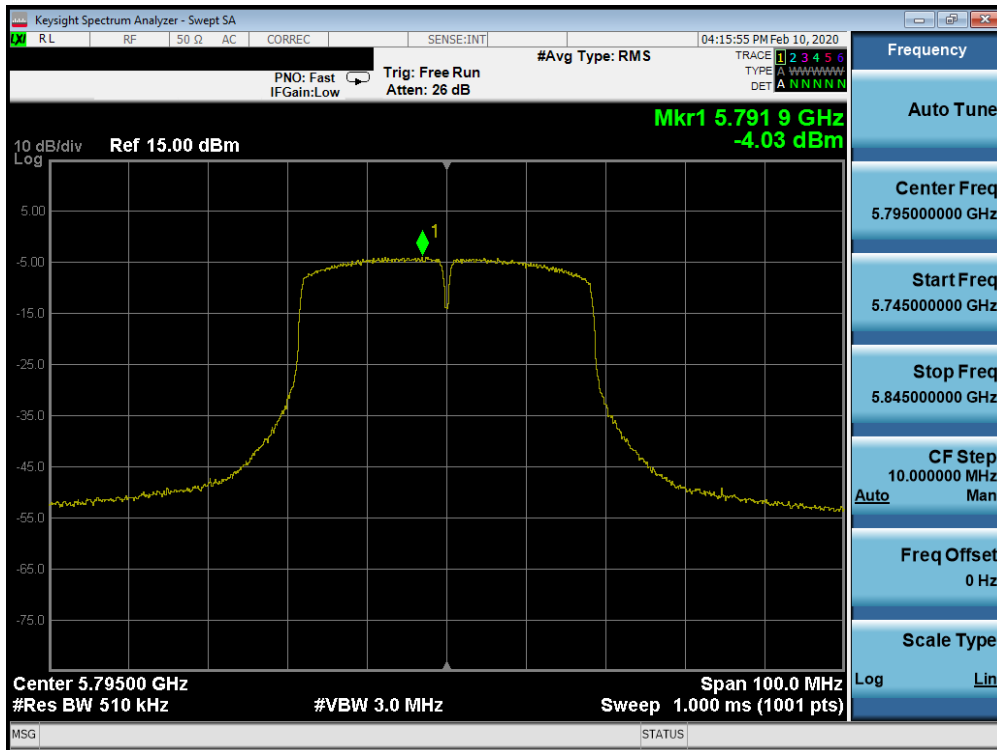 Keysight Spectrum Analyzer - Swept SA
LXI RL RF 50 Ω AC CORREC SENSE:INT 04:15:55 PM Feb 10, 2020
PNO: Fast
IFGain:Low
Trig: Free Run
Atten: 26 dB
#Avg Type: RMS
TRACE 1 2 3 4 5 6
TYPE A WWWWW
DET A N N N N N
Mkr1 5.791 9 GHz
-4.03 dBm
10 dB/div
Log
Ref 15.00 dBm
5.00
-5.00
-15.0
-25.0
-35.0
-45.0
-55.0
-65.0
-75.0
1
Center 5.79500 GHz
#Res BW 510 kHz
#VBW 3.0 MHz
Span 100.0 MHz
Sweep 1.000 ms (1001 pts)
MSG
STATUS
Frequency
Auto Tune
Center Freq
5.795000000 GHz
Start Freq
5.745000000 GHz
Stop Freq
5.845000000 GHz
CF Step
10.000000 MHz
Auto Man
Freq Offset
0 Hz
Scale Type
Log Lin